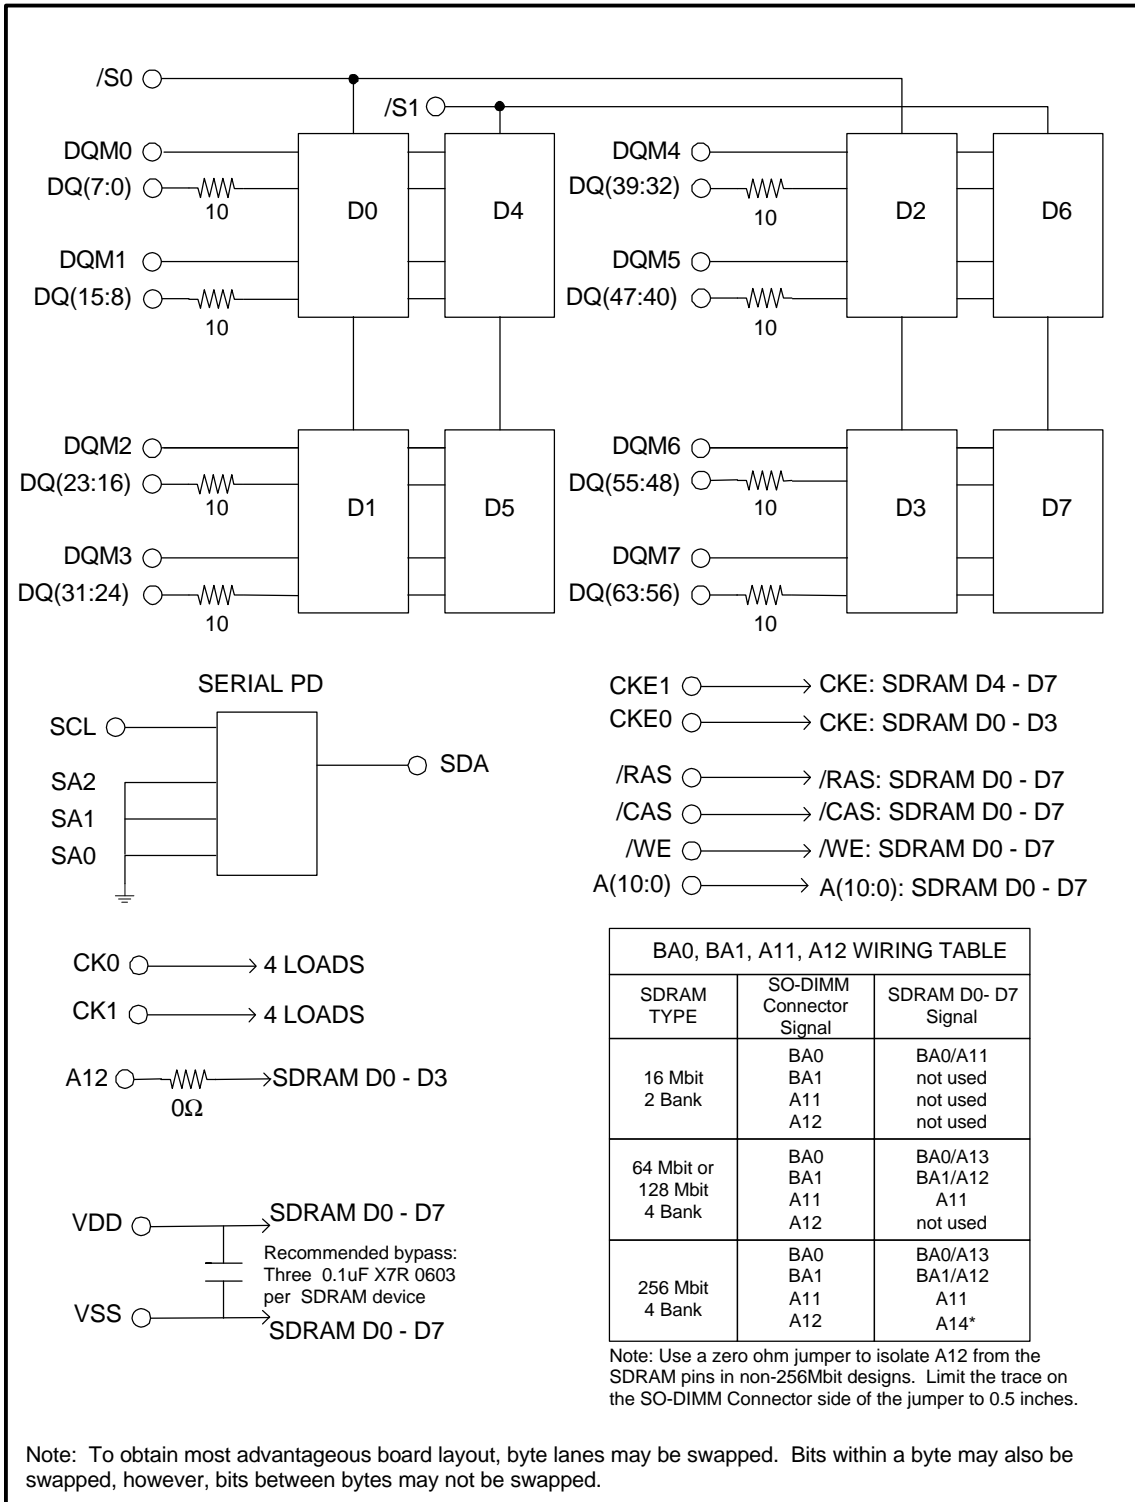 /S0
/S1
DQM0
DQ(7:0)
10
DQM1
DQ(15:8)
10
D0
D4
DQM4
DQ(39:32)
10
DQM5
DQ(47:40)
10
D2
D6
DQM2
DQ(23:16)
10
DQM3
DQ(31:24)
10
D1
D5
DQM6
DQ(55:48)
10
DQM7
DQ(63:56)
10
D3
D7
SERIAL PD
SCL
SA2
SA1
SA0
SDA
CKE1 CKE: SDRAM D4 - D7
CKE0 CKE: SDRAM D0 - D3
/RAS /RAS: SDRAM D0 - D7
/CAS /CAS: SDRAM D0 - D7
/WE /WE: SDRAM D0 - D7
A(10:0) A(10:0): SDRAM D0 - D7
CK0 4 LOADS
CK1 4 LOADS
A12 SDRAM D0 - D3
0Ω
VDD SDRAM D0 - D7
Recommended bypass:
Three 0.1uF X7R 0603
per SDRAM device
VSS SDRAM D0 - D7
BA0, BA1, A11, A12 WIRING TABLE
SDRAM
TYPE
SO-DIMM
Connector
Signal
SDRAM D0- D7
Signal
16 Mbit
2 Bank
BA0 BA0/A11
BA1 not used
A11 not used
A12 not used
64 Mbit or
128 Mbit
4 Bank
BA0 BA0/A13
BA1 BA1/A12
A11 A11
A12 not used
256 Mbit
4 Bank
BA0 BA0/A13
BA1 BA1/A12
A11 A11
A12 A14*
Note: Use a zero ohm jumper to isolate A12 from the
SDRAM pins in non-256Mbit designs. Limit the trace on
the SO-DIMM Connector side of the jumper to 0.5 inches.
Note: To obtain most advantageous board layout, byte lanes may be swapped. Bits within a byte may also be
swapped, however, bits between bytes may not be swapped.